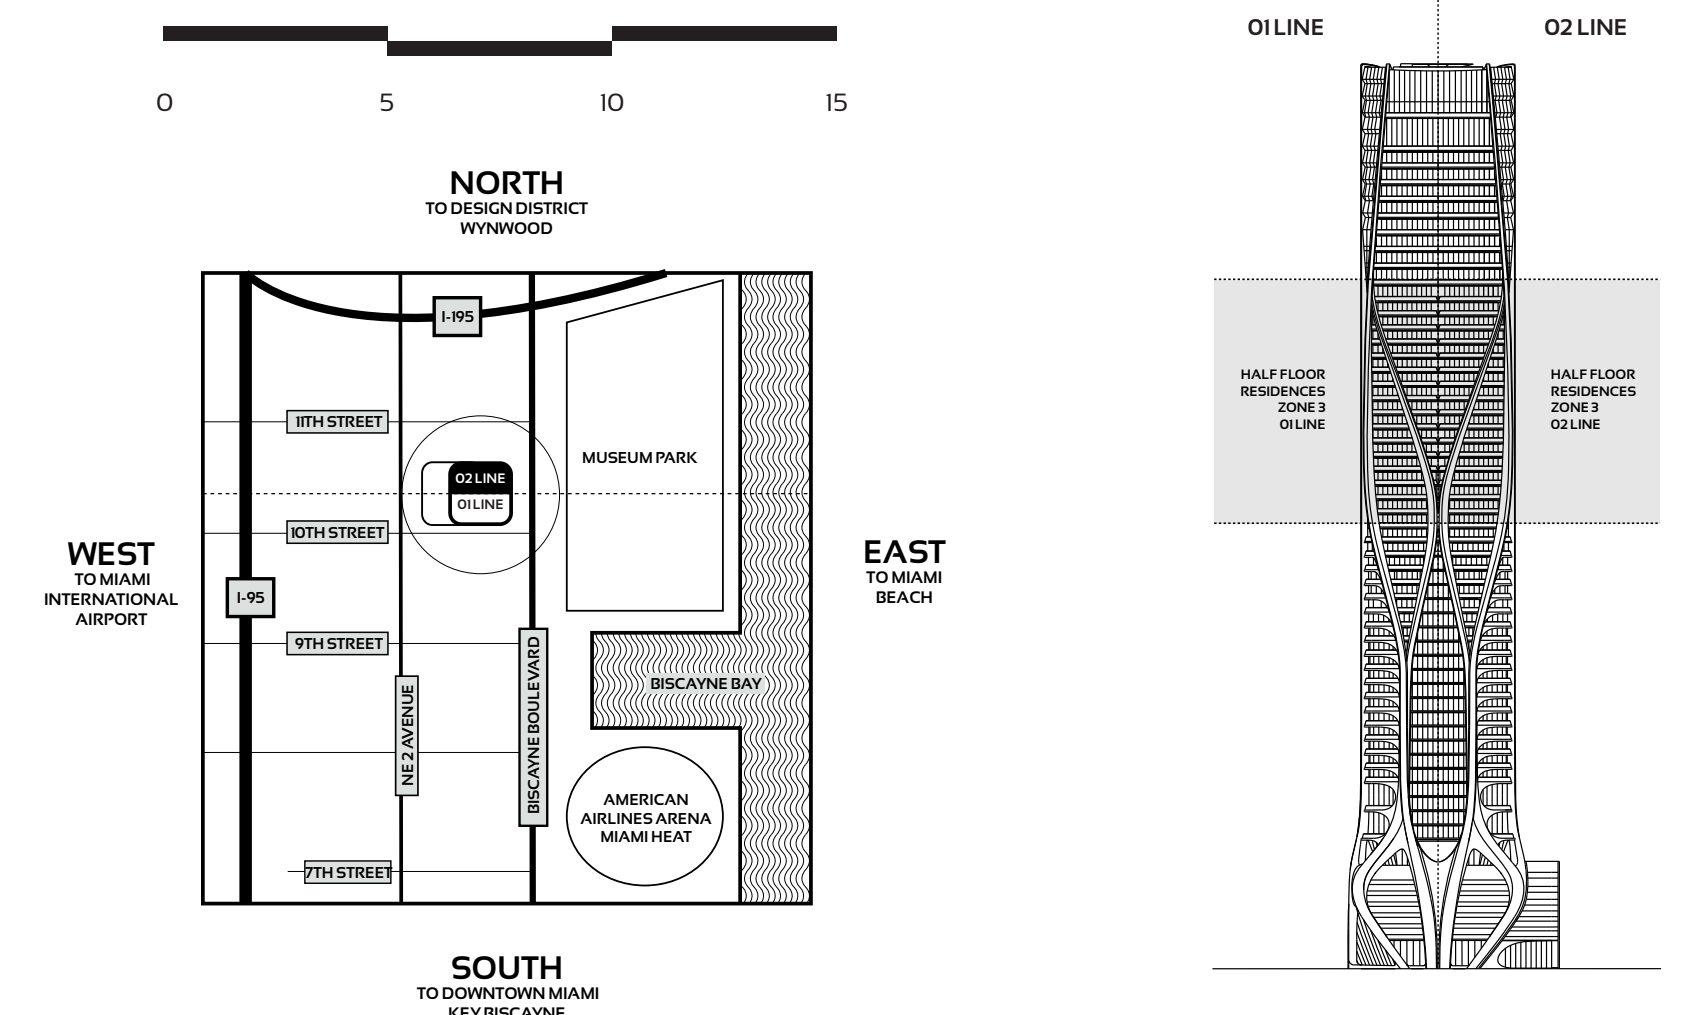 0 5 10 15
NORTH
TO DESIGN DISTRICT
WYNWOOD
I-195
11TH STREET
02 LINE
01 LINE
MUSEUM PARK
10TH STREET
WEST
TO MIAMI
INTERNATIONAL
AIRPORT
EAST
TO MIAMI
BEACH
I-95
9TH STREET
BISCAYNE BAY
NE 2 AVENUE
BISCAYNE BOULEVARD
AMERICAN
AIRLINES ARENA
MIAMI HEAT
7TH STREET
SOUTH
TO DOWNTOWN MIAMI
KEY BISCAYNE
01 LINE
02 LINE
HALF FLOOR
RESIDENCES
ZONE 3
01 LINE
HALF FLOOR
RESIDENCES
ZONE 3
02 LINE